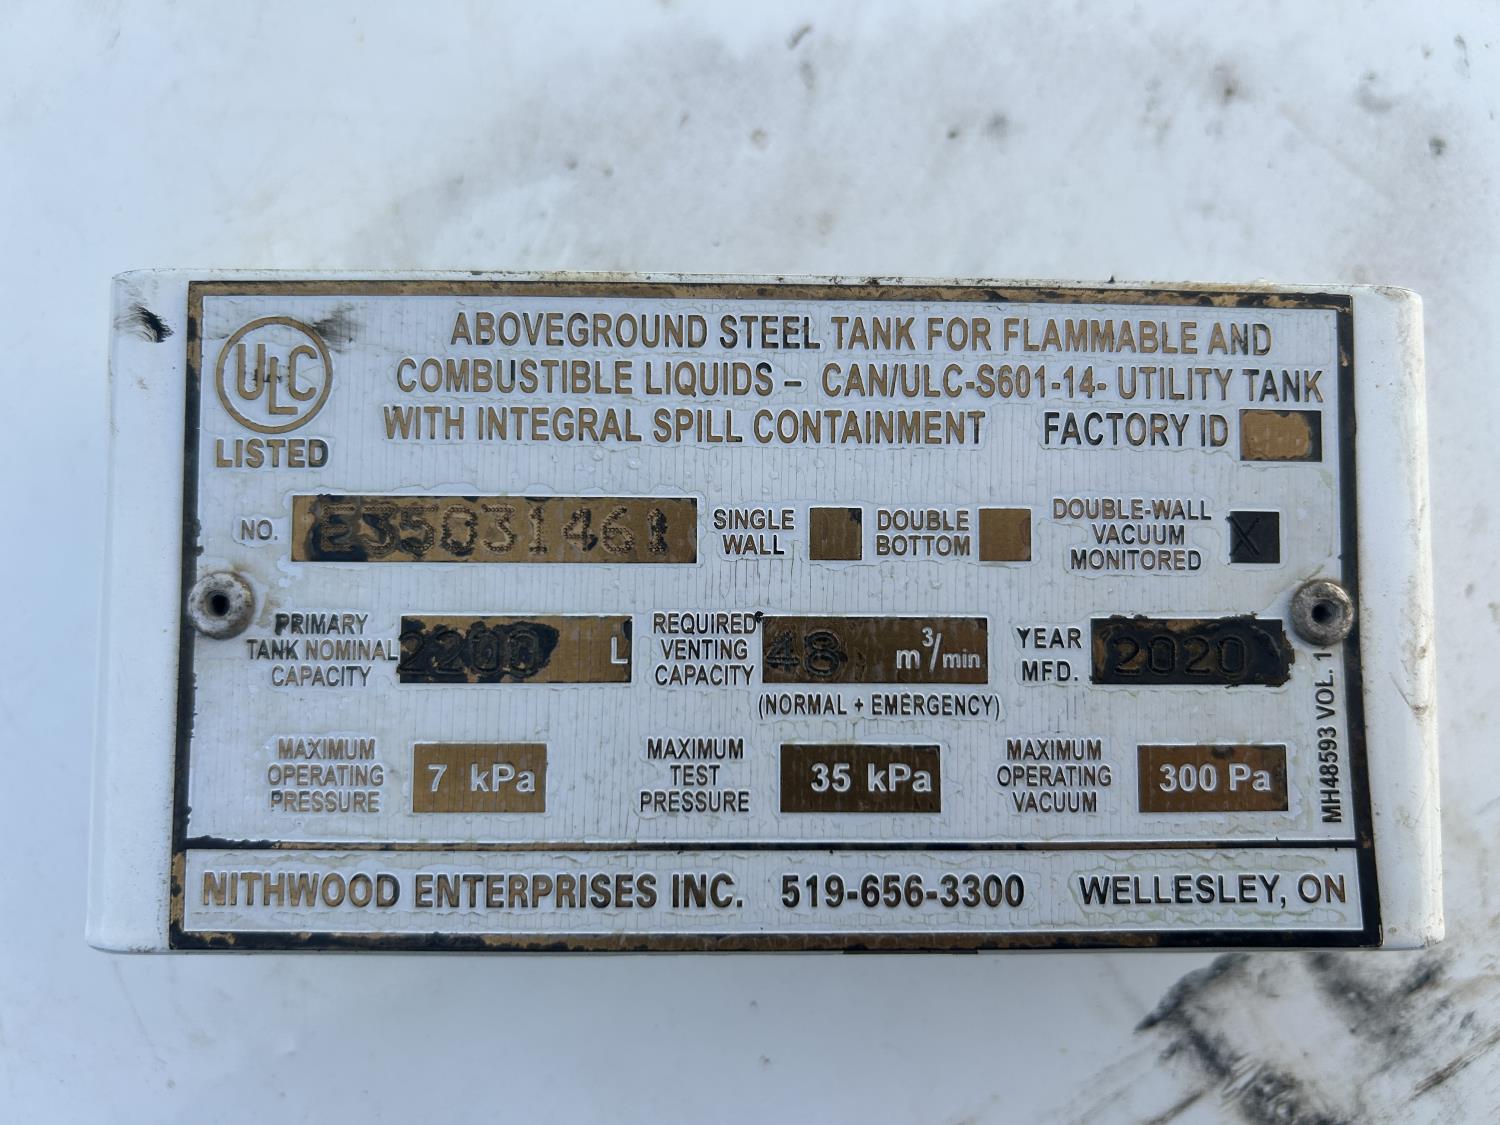 ULC
LISTED
ABOVEGROUND STEEL TANK FOR FLAMMABLE AND
COMBUSTIBLE LIQUIDS – CAN/ULC-S601-14- UTILITY TANK
WITH INTEGRAL SPILL CONTAINMENT FACTORY ID
NO. E35031461
SINGLE
WALL
DOUBLE
BOTTOM
DOUBLE-WALL
VACUUM
MONITORED
X
PRIMARY
TANK NOMINAL
CAPACITY
2200 L
REQUIRED
VENTING
CAPACITY
48 m³/min
(NORMAL + EMERGENCY)
YEAR
MFD.
2020
MAXIMUM
OPERATING
PRESSURE
7 kPa
MAXIMUM
TEST
PRESSURE
35 kPa
MAXIMUM
OPERATING
VACUUM
300 Pa
MH48593 VOL. 1
NITHWOOD ENTERPRISES INC. 519-656-3300 WELLESLEY, ON